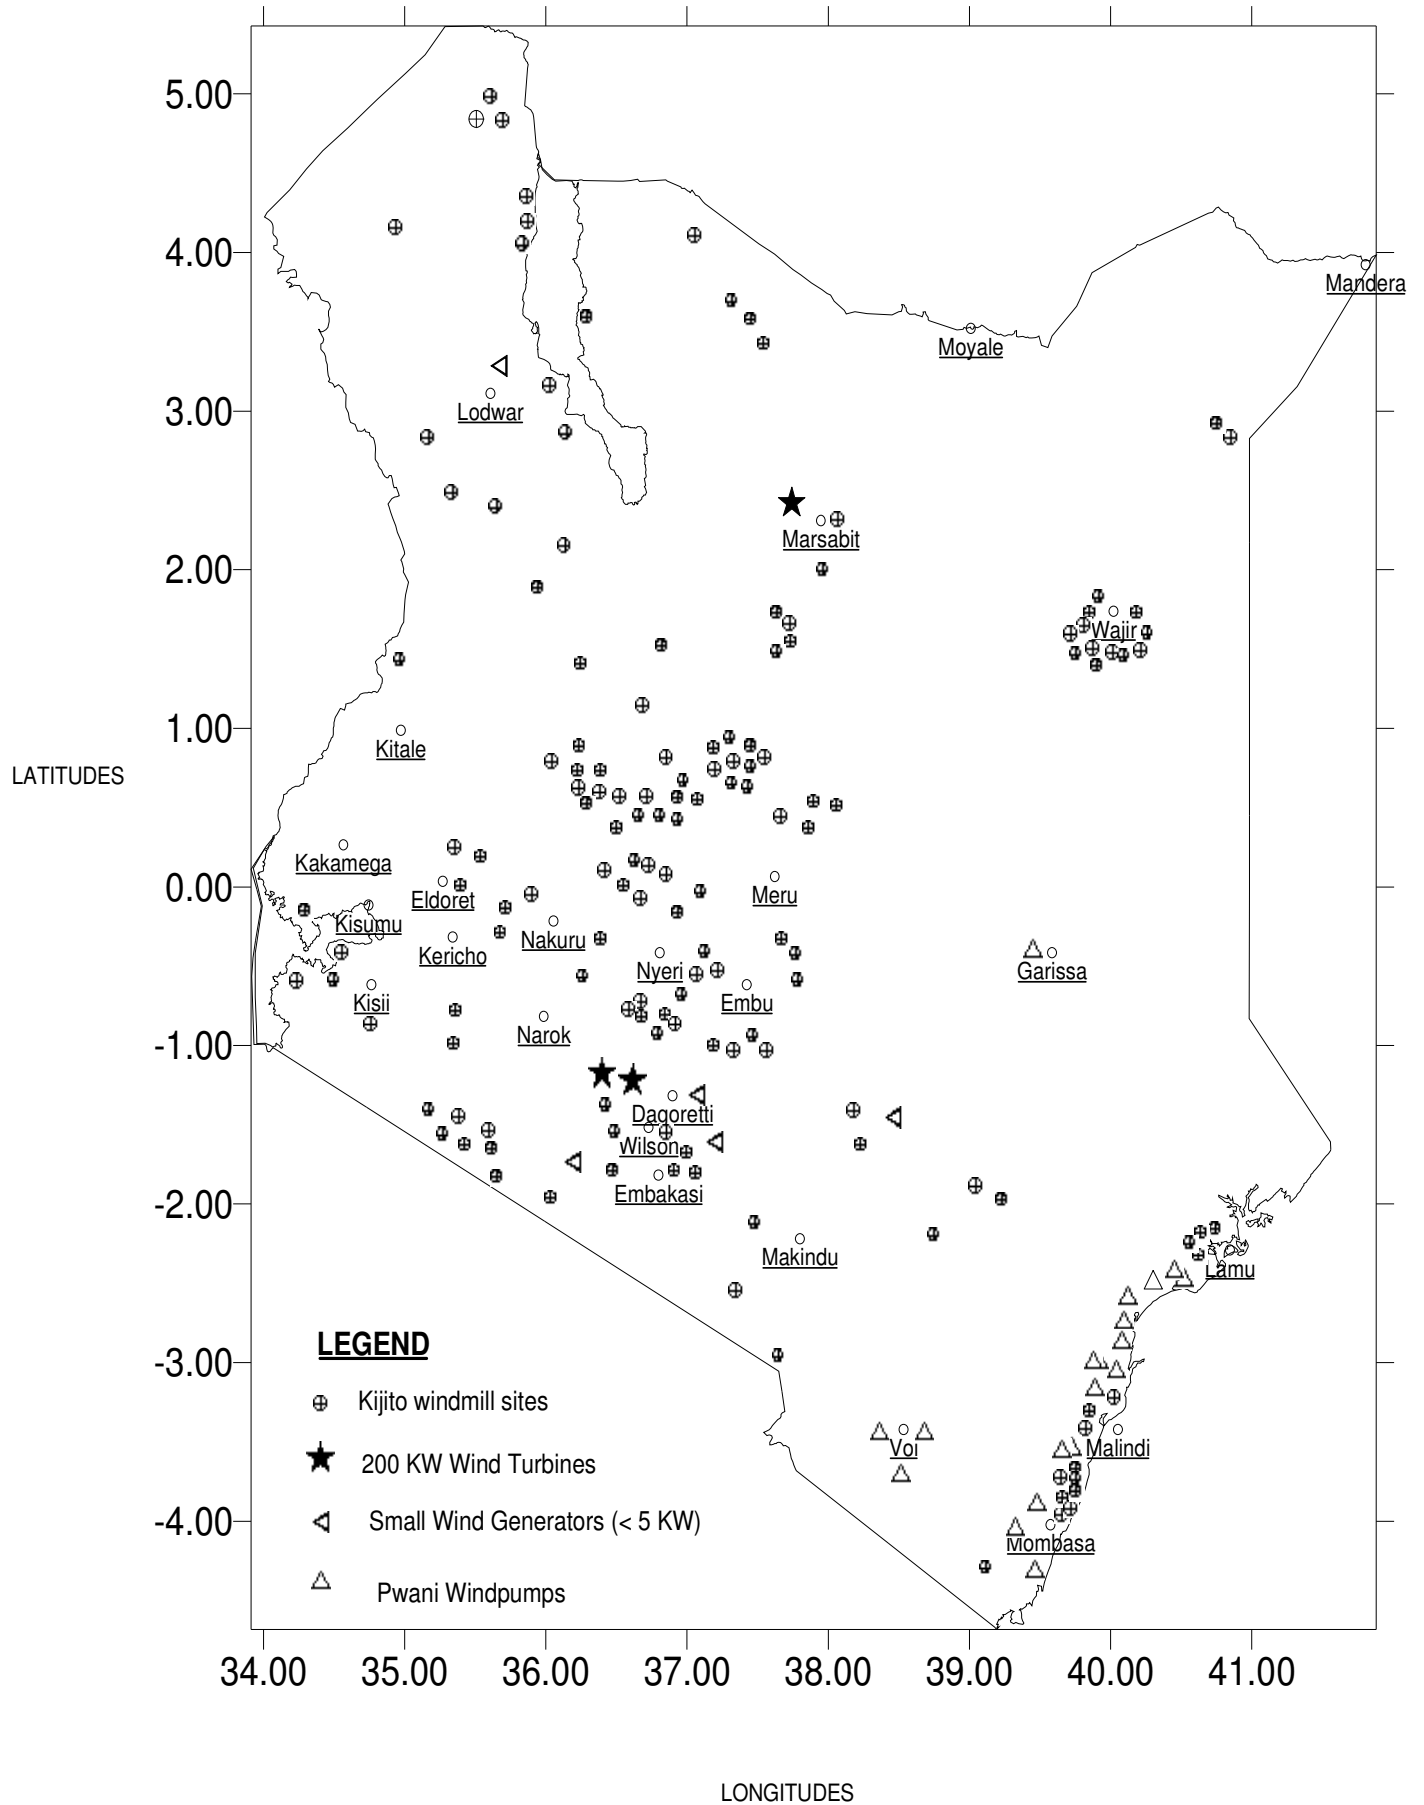 5.00
4.00
Mandera
Moyale
3.00
Lodwar
Marsabit
2.00
Wajir
1.00
Kitale
LATITUDES
Kakamega
0.00
Eldoret
Meru
Kisumu
Nakuru
Kericho
Nyeri
Garissa
Kisii
Embu
Narok
-1.00
Dagoretti
Wilson
Embakasi
-2.00
Makindu
Lamu
LEGEND
-3.00
Kijito windmill sites
Voi
Malindi
200 KW Wind Turbines
-4.00
Small Wind Generators (< 5 KW)
Mombasa
Pwani Windpumps
34.00 35.00 36.00 37.00 38.00 39.00 40.00 41.00
LONGITUDES